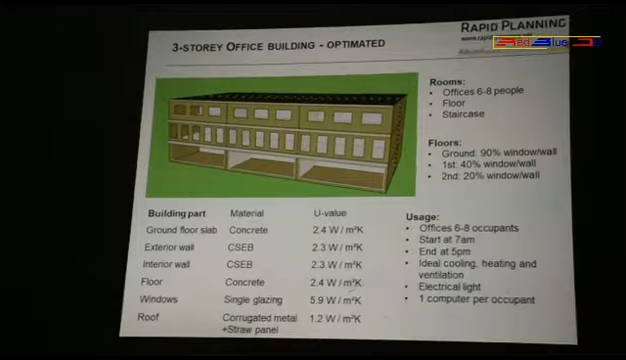 3-STOREY OFFICE BUILDING - OPTIMATED
RAPID PLANNING
Rooms:
• Offices 6-8 people
• Floor
• Staircase
Floors:
• Ground: 90% window/wall
• 1st: 40% window/wall
• 2nd: 20% window/wall
Building part Material U-value
Ground floor slab Concrete 2.4 W / m²K
Exterior wall CSEB 2.3 W / m²K
Interior wall CSEB 2.3 W / m²K
Floor Concrete 2.4 W / m²K
Windows Single glazing 5.9 W / m²K
Roof Corrugated metal +Straw panel 1.2 W / m²K
Usage:
• Offices 6-8 occupants
• Start at 7am
• End at 5pm
• Ideal cooling, heating and
ventilation
• Electrical light
• 1 computer per occupant